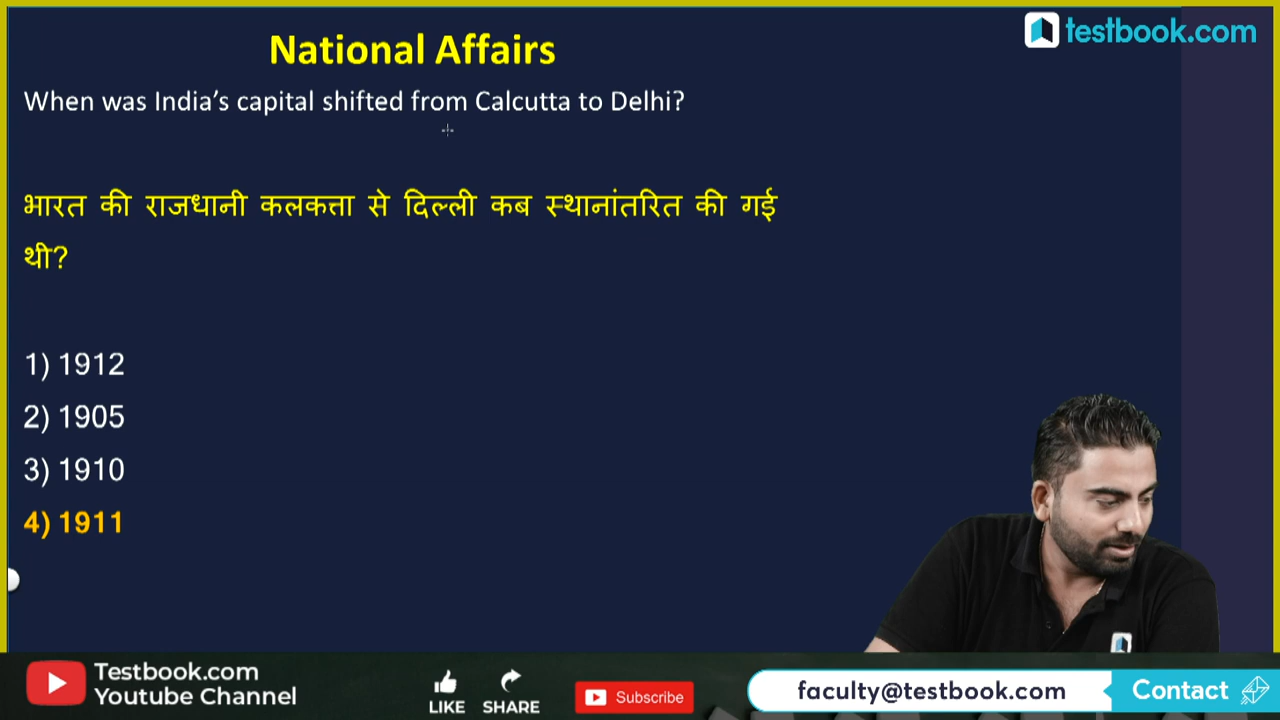 testbook.com
National Affairs
When was India’s capital shifted from Calcutta to Delhi?
भारत की राजधानी कलकत्ता से दिल्ली कब स्थानांतरित की गई
थी?
1) 1912
2) 1905
3) 1910
4) 1911
Testbook.com
Youtube Channel
LIKE
SHARE
Subscribe
faculty@testbook.com
Contact